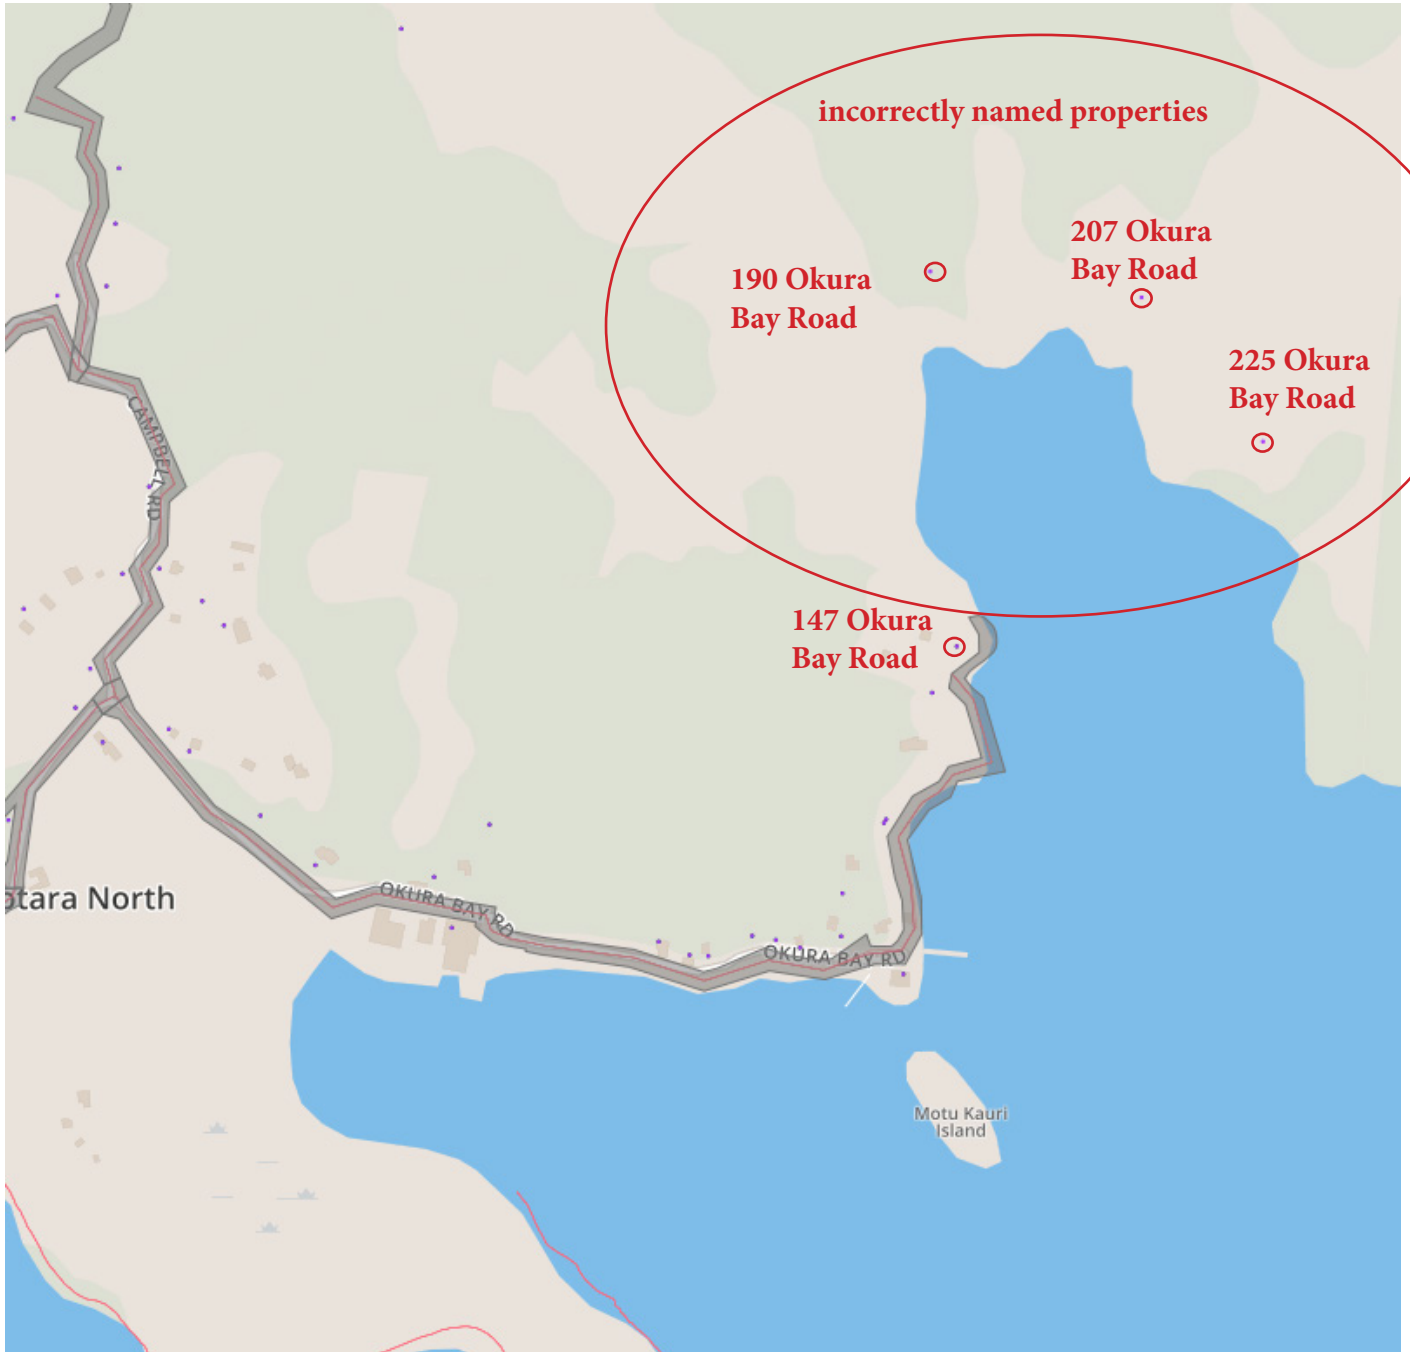 incorrectly named properties
207 Okura
Bay Road
190 Okura
Bay Road
225 Okura
Bay Road
CAMPBELL RD
147 Okura
Bay Road
otara North
OKURA BAY RD
OKURA BAY RD
Motu Kauri
Island